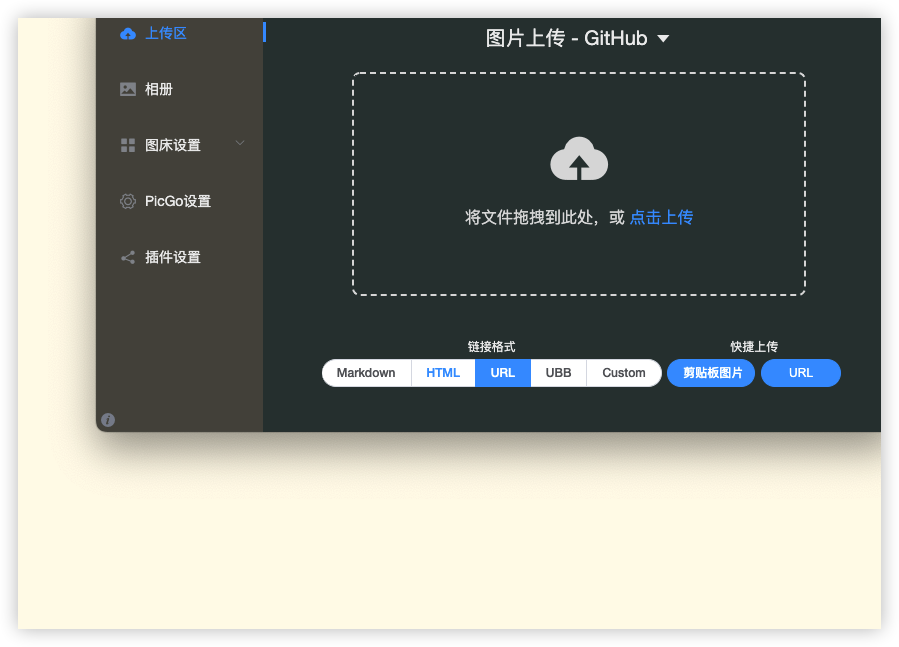 上传区
相册
图床设置
PicGo设置
插件设置
图片上传 - GitHub
将文件拖拽到此处，或 点击上传
链接格式
Markdown HTML URL UBB Custom
快捷上传
剪贴板图片 URL